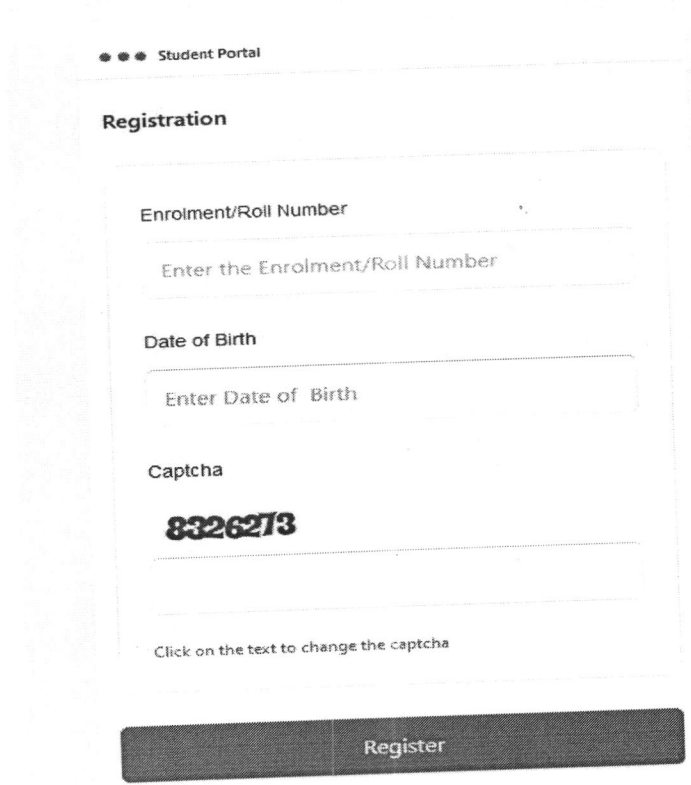 Student Portal
Registration
Enrolment/Roll Number
Enter the Enrolment/Roll Number
Date of Birth
Enter Date of Birth
Captcha
8326273
Click on the text to change the captcha
Register